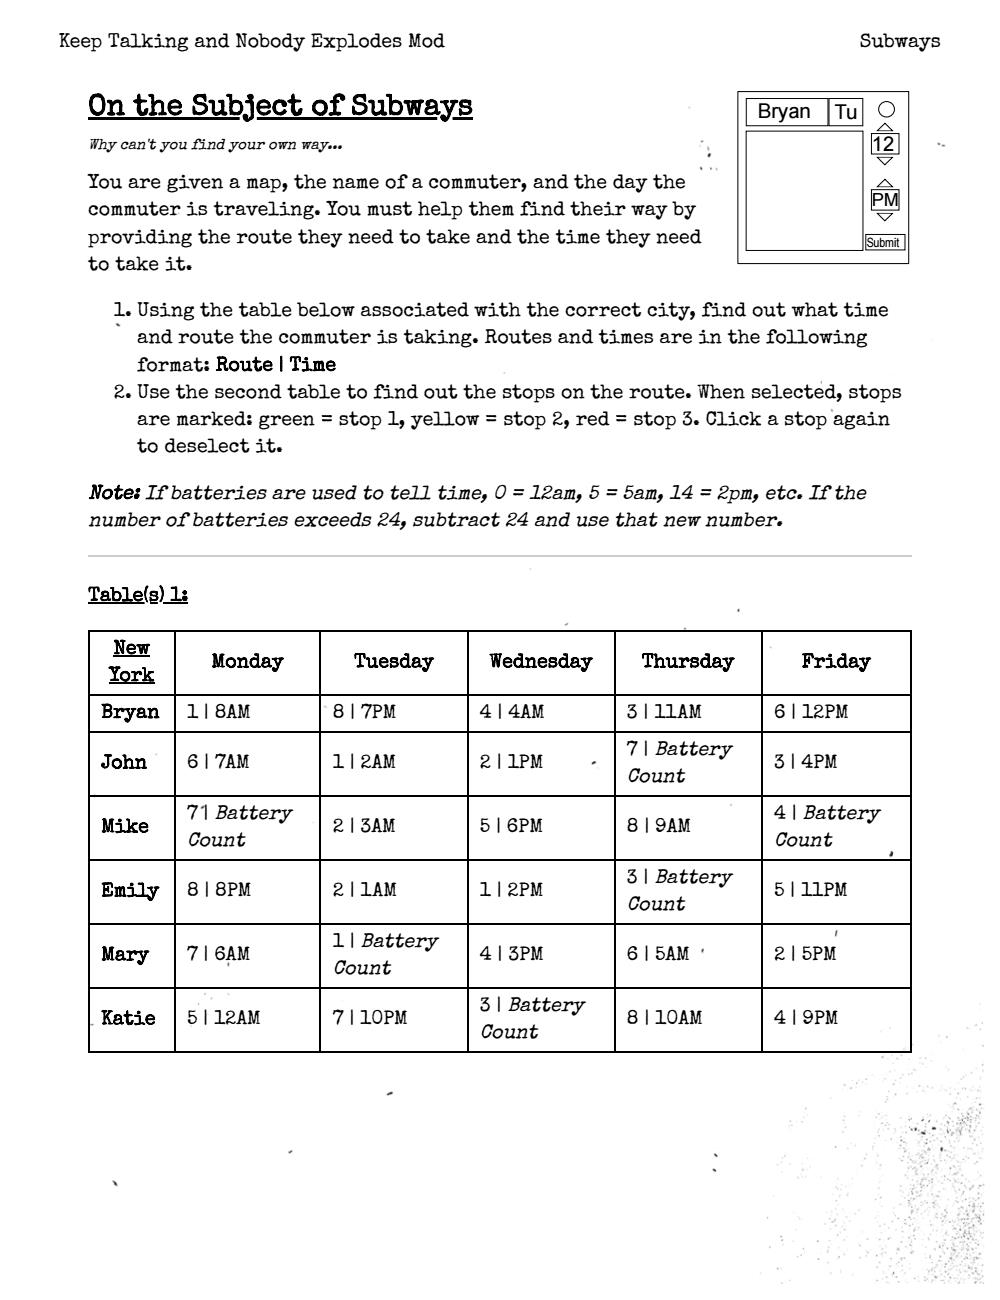 Keep Talking and Nobody Explodes Mod Subways
On the Subject of Subways
Why can't you find your own way...
You are given a map, the name of a commuter, and the day the
commuter is traveling. You must help them find their way by
providing the route they need to take and the time they need
to take it.
Bryan Tu
12
PM
Submit
1. Using the table below associated with the correct city, find out what time
and route the commuter is taking. Routes and times are in the following
format: Route | Time
2. Use the second table to find out the stops on the route. When selected, stops
are marked: green = stop 1, yellow = stop 2, red = stop 3. Click a stop again
to deselect it.
Note: If batteries are used to tell time, 0 = 12am, 5 = 5am, 14 = 2pm, etc. If the
number of batteries exceeds 24, subtract 24 and use that new number.
Table(s) 1:
New
York Monday Tuesday Wednesday Thursday Friday
Bryan 1 | 8AM 8 | 7PM 4 | 4AM 3 | 11AM 6 | 12PM
John 6 | 7AM 1 | 2AM 2 | 1PM 7 | Battery
Count 3 | 4PM
Mike 71 Battery
Count 2 | 3AM 5 | 6PM 8 | 9AM 4 | Battery
Count
Emily 8 | 8PM 2 | 1AM 1 | 2PM 3 | Battery
Count 5 | 11PM
Mary 7 | 6AM 1 | Battery
Count 4 | 3PM 6 | 5AM 2 | 5PM
Katie 5 | 12AM 7 | 10PM 3 | Battery
Count 8 | 10AM 4 | 9PM